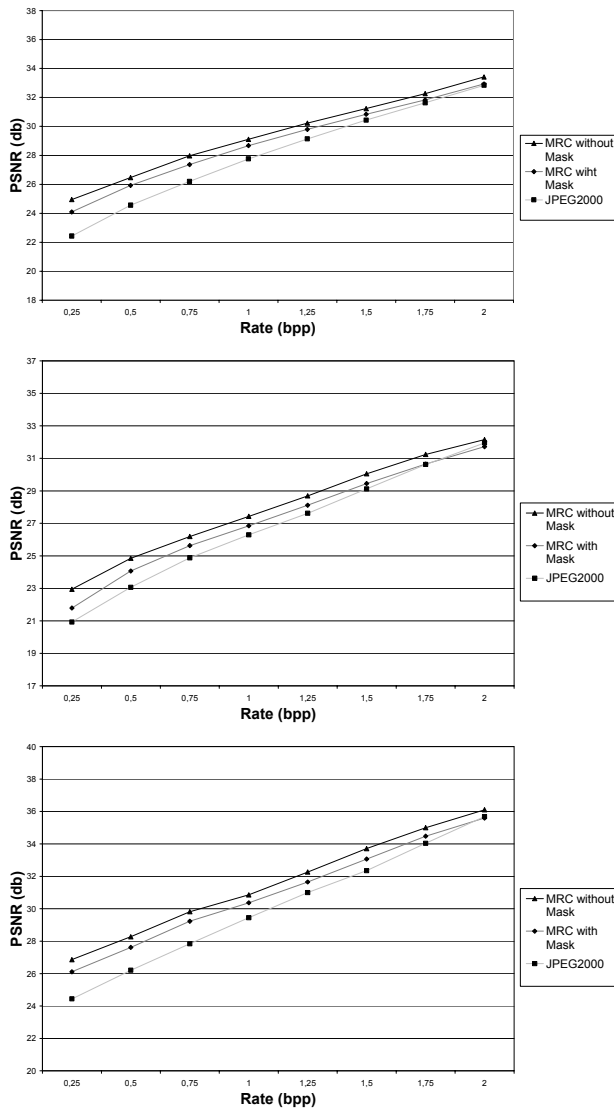 38
36
34
32
30
28
26
24
22
20
18
PSNR (db)
0,25 0,5 0,75 1 1,25 1,5 1,75 2
Rate (bpp)
MRC without
Mask
MRC wiht
Mask
JPEG2000
37
35
33
31
29
27
25
23
21
19
17
PSNR (db)
0,25 0,5 0,75 1 1,25 1,5 1,75 2
Rate (bpp)
MRC without
Mask
MRC with
Mask
JPEG2000
40
38
36
34
32
30
28
26
24
22
20
PSNR (db)
0,25 0,5 0,75 1 1,25 1,5 1,75 2
Rate (bpp)
MRC without
Mask
MRC with
Mask
JPEG2000